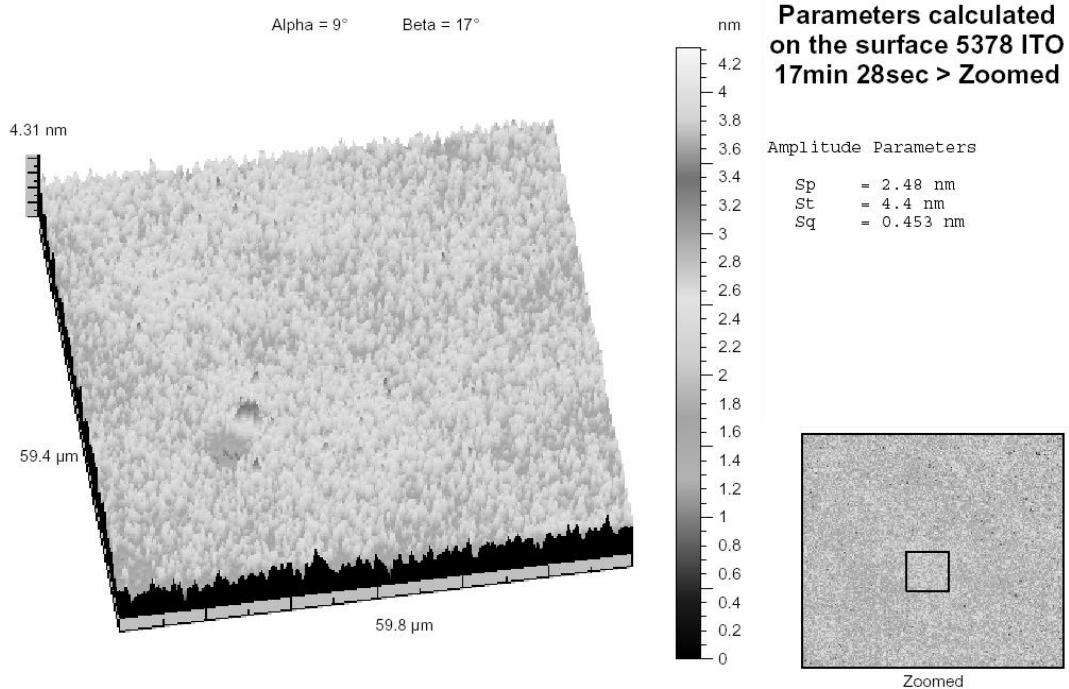 Alpha = 9°   Beta = 17°
nm
Parameters calculated
on the surface 5378 ITO
17min 28sec > Zoomed
4.31 nm
4.2
4
3.8
3.6
3.4
3.2
3
2.8
2.6
2.4
2.2
2
1.8
1.6
1.4
1.2
1
0.8
0.6
0.4
0.2
0
Amplitude Parameters
Sp = 2.48 nm
St = 4.4 nm
Sq = 0.453 nm
59.4 µm
59.8 µm
Zoomed